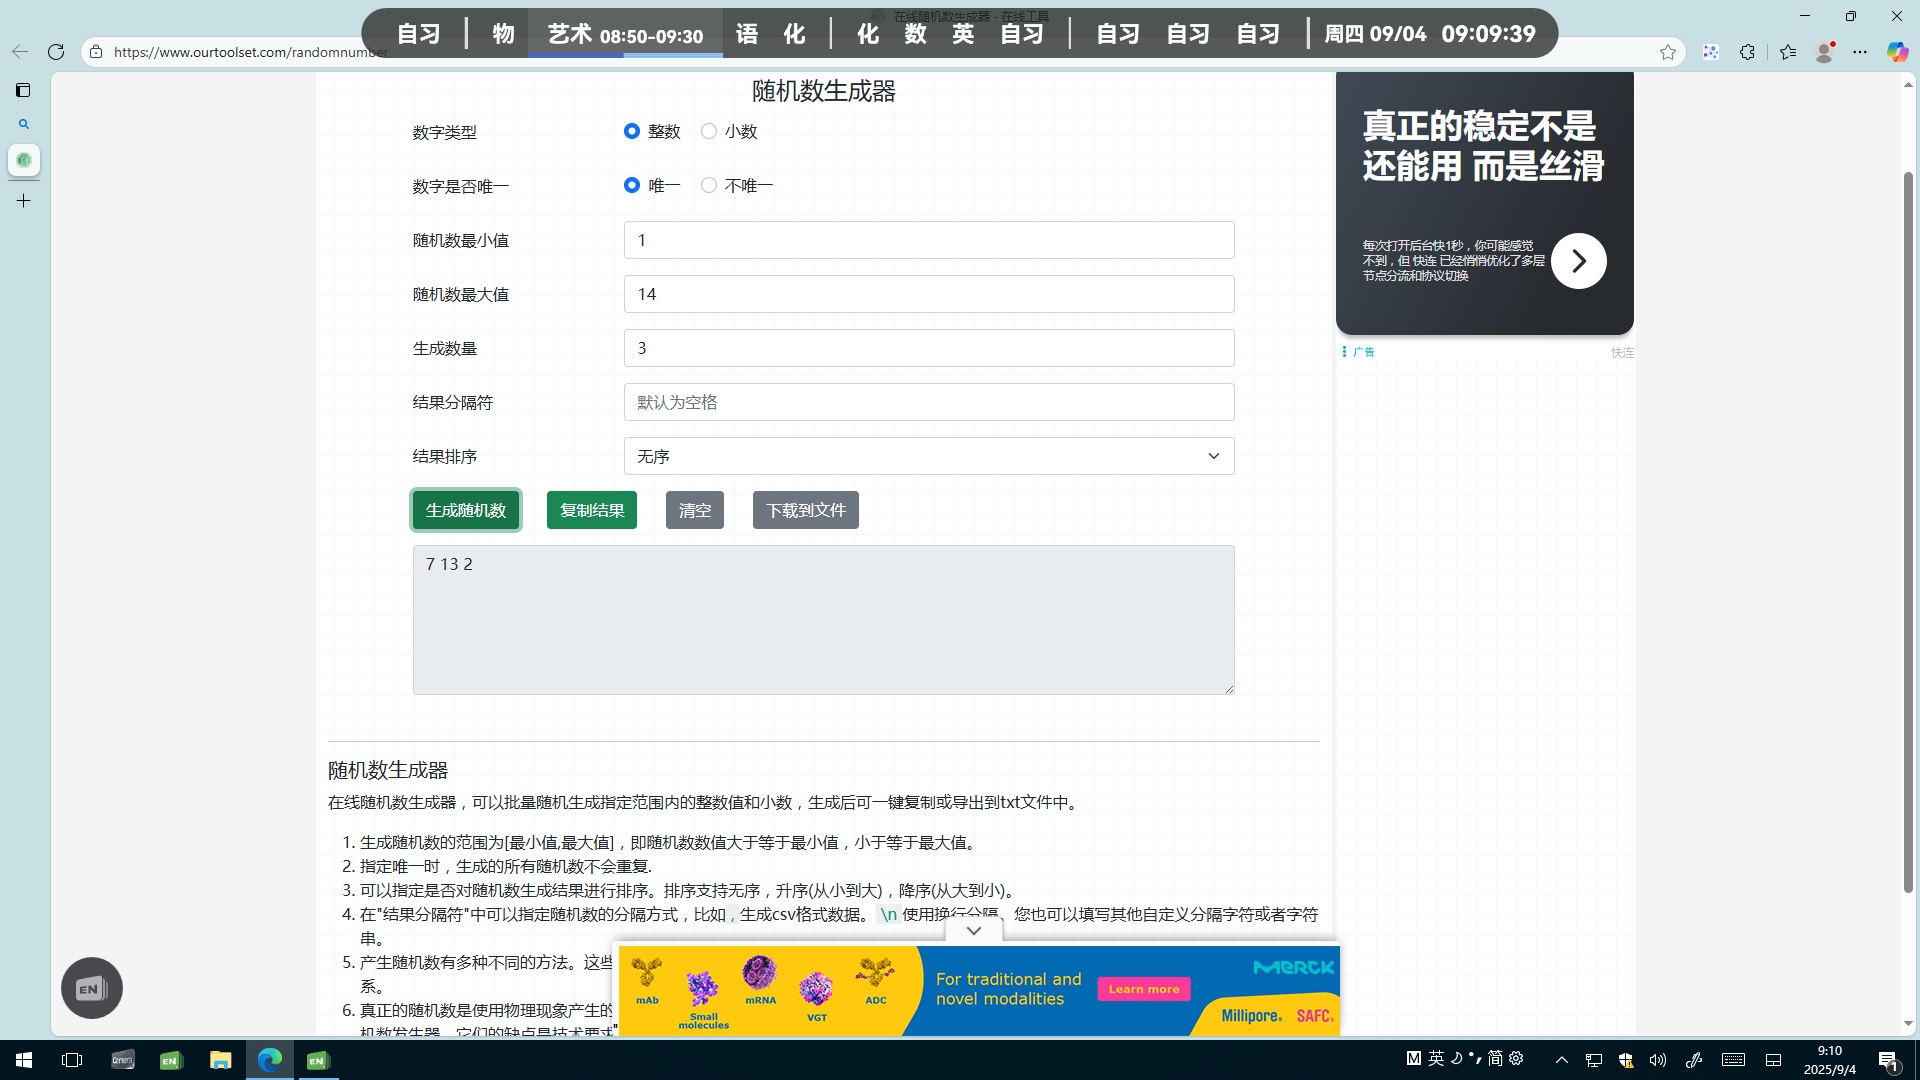 在线随机数生成器 - 在线工具
自习 物 艺术 08:50-09:30 语 化 化 数 英 自习 自习 自习 自习 周四 09/04 09:09:39
https://www.ourtoolset.com/randomnumber
随机数生成器
数字类型 整数 小数
数字是否唯一 唯一 不唯一
随机数最小值 1
随机数最大值 14
生成数量 3
结果分隔符 默认为空格
结果排序 无序
生成随机数 复制结果 清空 下载到文件
7 13 2
真正的稳定不是
还能用 而是丝滑
每次打开后台快1秒，你可能感觉
不到，但 快连 已经悄悄优化了多层
节点分流和协议切换
广告 快连
随机数生成器
在线随机数生成器，可以批量随机生成指定范围内的整数值和小数，生成后可一键复制或导出到txt文件中。
1. 生成随机数的范围为[最小值,最大值]，即随机数数值大于等于最小值，小于等于最大值。
2. 指定唯一时，生成的所有随机数不会重复.
3. 可以指定是否对随机数生成结果进行排序。排序支持无序，升序(从小到大)，降序(从大到小)。
4. 在"结果分隔符"中可以指定随机数的分隔方式，比如 , 生成csv格式数据。 \n 使用换行分隔。您也可以填写其他自定义分隔字符或者字符
串。
5. 产生随机数有多种不同的方法。这些
系。
6. 真正的随机数是使用物理现象产生的
机数发生器，它们的缺点是技术要求
mAb
Small
molecules
mRNA
VGT
ADC
For traditional and
novel modalities
Learn more
MERCK
Millipore. SAFC.
EN
Camera
EN
EN
M 英 简
9:10
2025/9/4
1